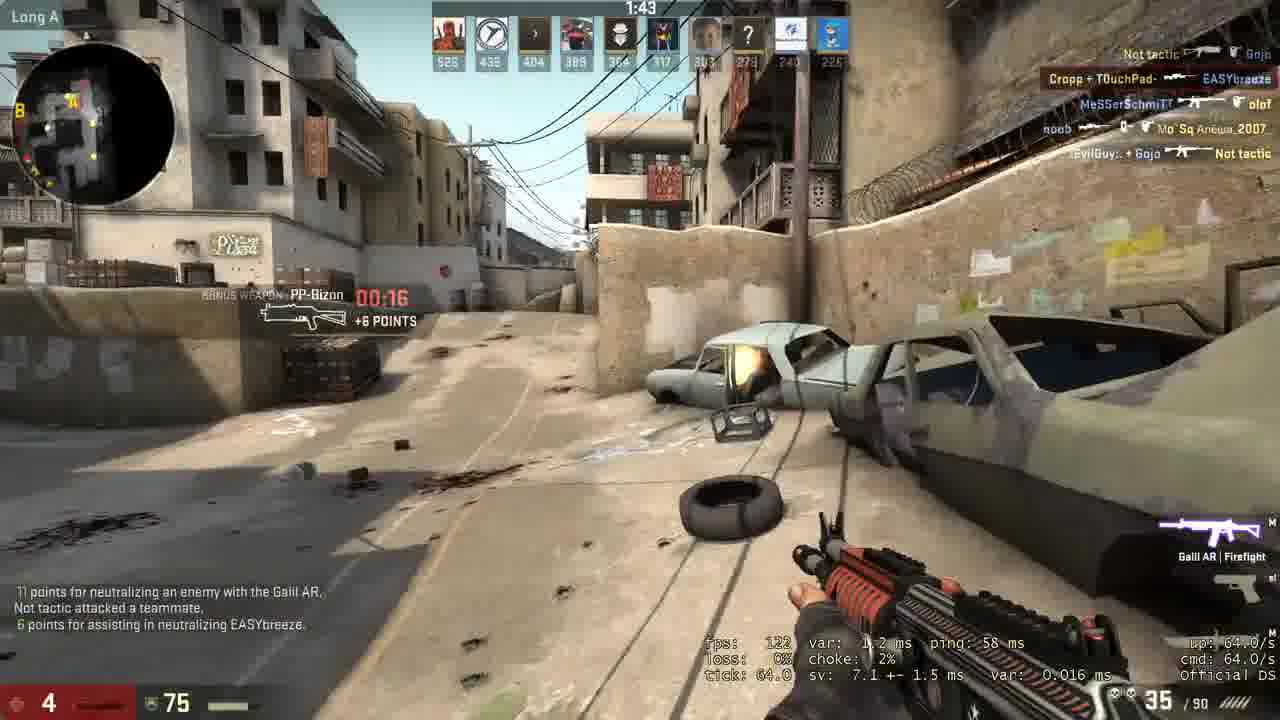 Long A
1:43
526 435 404 389 364 317 303 279 240 226
?
B
A
Not tactic Gojo
Cropp + T0uchPad- EASYbreeze
MeSSerSchmiTT olof
noob Mo Sq Anewa_2007_
EvilGuy:. + Gojo Not tactic
BONUS WEAPON: PP-Bizon 00:16
+6 POINTS
Galil AR | Firefight
11 points for neutralizing an enemy with the Galil AR.
Not tactic attacked a teammate.
6 points for assisting in neutralizing EASYbreeze.
fps: 122 var: 1.2 ms ping: 58 ms
loss: 0% choke: 2%
tick: 64.0 sv: 7.1 +- 1.5 ms var: 0.016 ms
up: 64.0/s
cmd: 64.0/s
Official DS
4 75
35 / 90